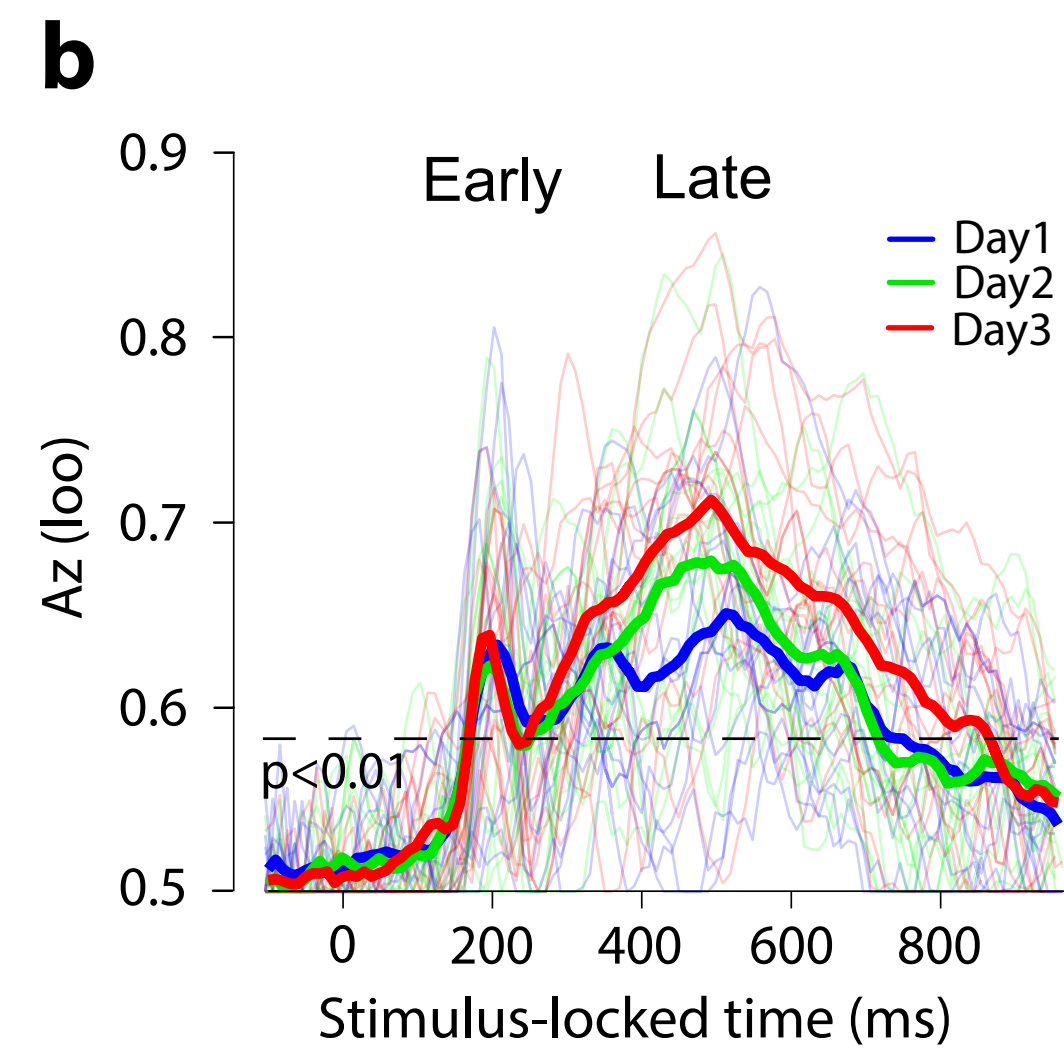 b
0.9
Early
Late
Day1
Day2
Day3
0.8
0.7
0.6
p<0.01
0.5
Az (loo)
0 200 400 600 800
Stimulus-locked time (ms)